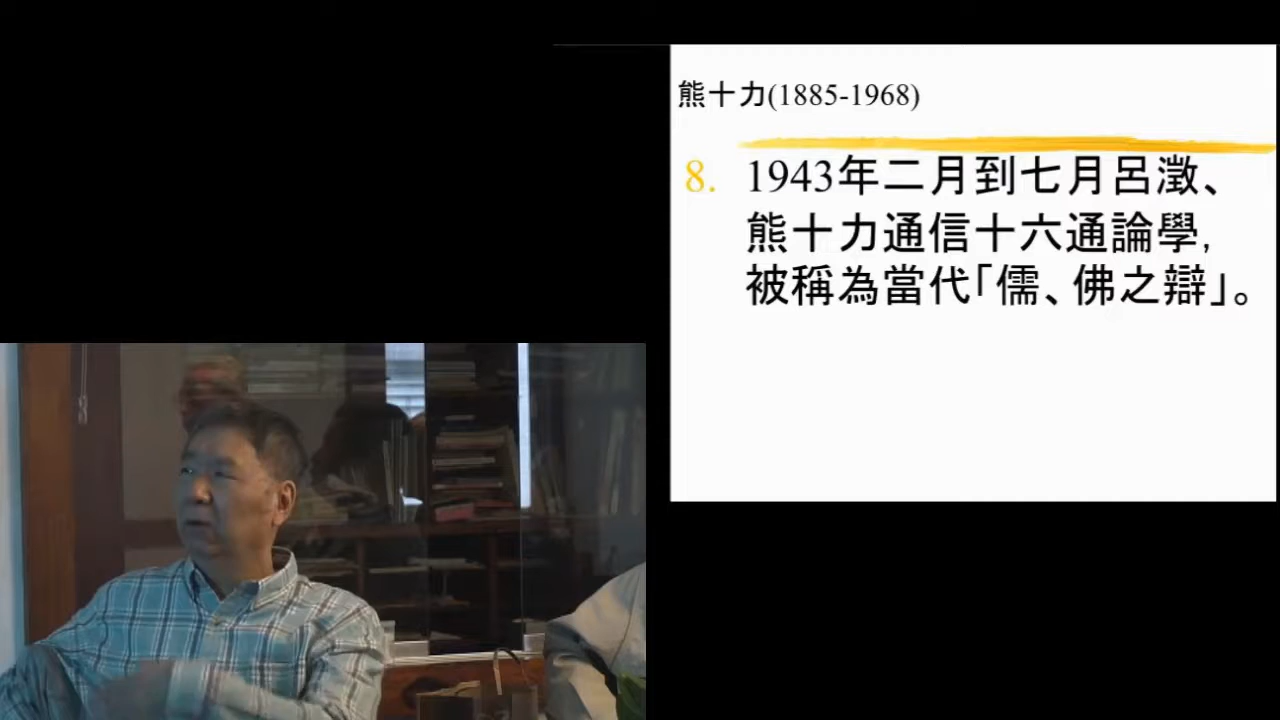 熊十力(1885-1968)
8. 1943年二月到七月呂澂、
熊十力通信十六通論學,
被稱為當代「儒、佛之辯」。